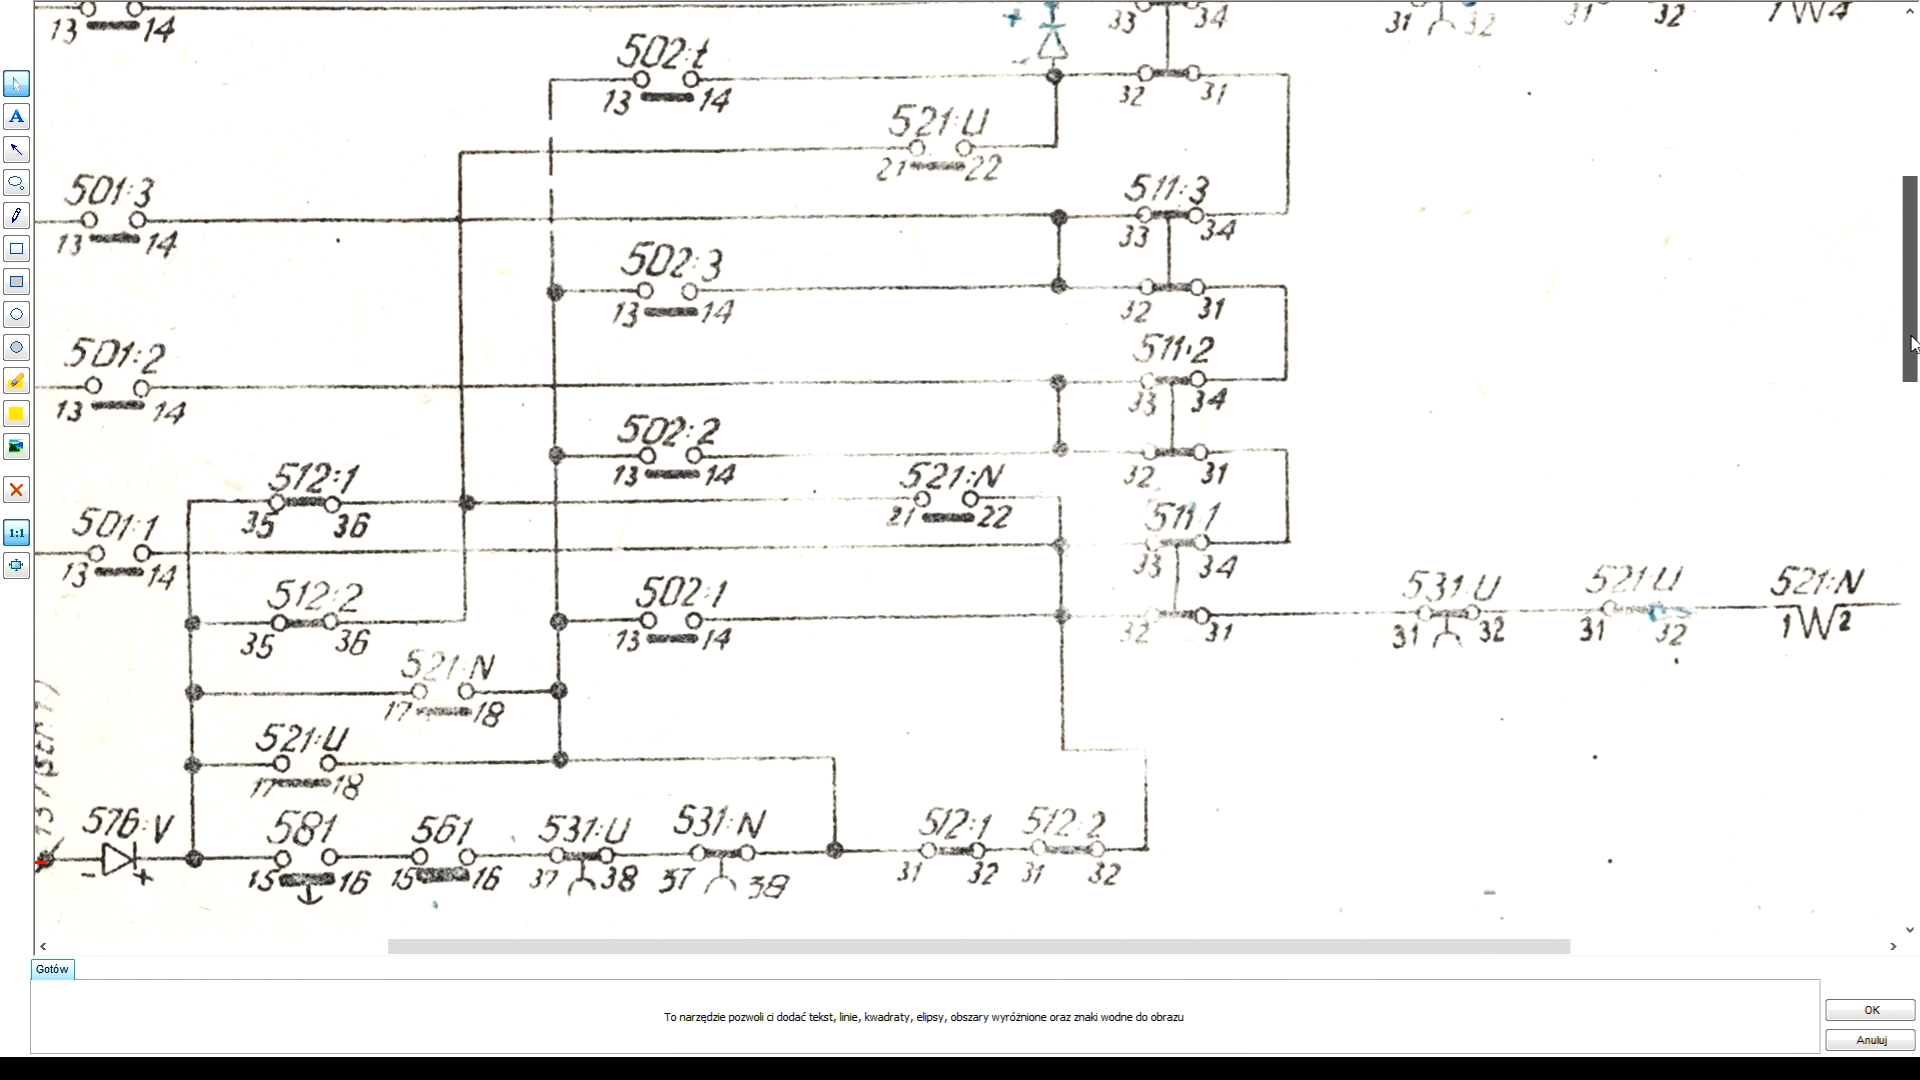 13 14
33 34
31 32
31 32
1W4
+
-
502:t
13 14
32 31
521:U
21 22
501:3
13 14
511:3
33 34
502:3
13 14
32 31
501:2
13 14
511:2
33 34
502:2
13 14
32 31
512:1
35 36
521:N
21 22
501:1
13 14
511:1
33 34
512:2
35 36
502:1
13 14
32 31
531:U
31 32
521:U
31 32
521:N
1W2
521:N
17 18
521:U
17 18
576:V
- +
581
15 16
561
15 16
531:U
37 38
531:N
37 38
512:1
31 32
512:2
31 32
A
1:1
Gotów
To narzędzie pozwoli ci dodać tekst, linie, kwadraty, elipsy, obszary wyróżnione oraz znaki wodne do obrazu
OK
Anuluj